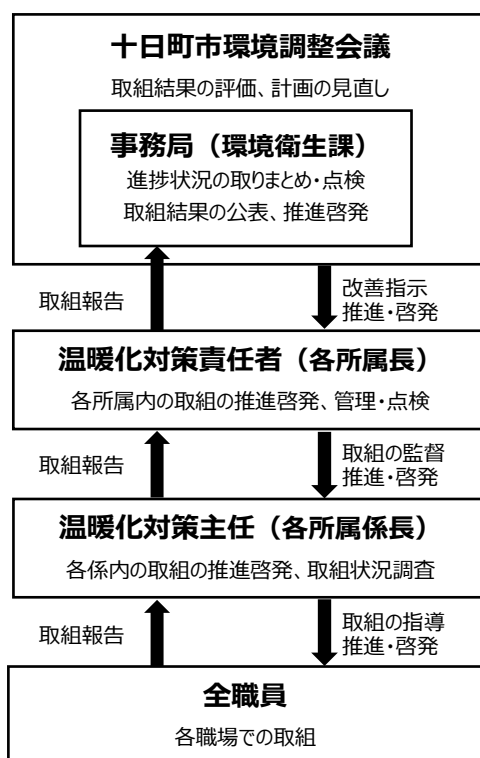 十日町市環境調整会議
取組結果の評価、計画の見直し
事務局（環境衛生課）
進捗状況の取りまとめ・点検
取組結果の公表、推進啓発
取組報告
改善指示
推進・啓発
温暖化対策責任者（各所属長）
各所属内の取組の推進啓発、管理・点検
取組報告
取組の監督
推進・啓発
温暖化対策主任（各所属係長）
各係内の取組の推進啓発、取組状況調査
取組報告
取組の指導
推進・啓発
全職員
各職場での取組